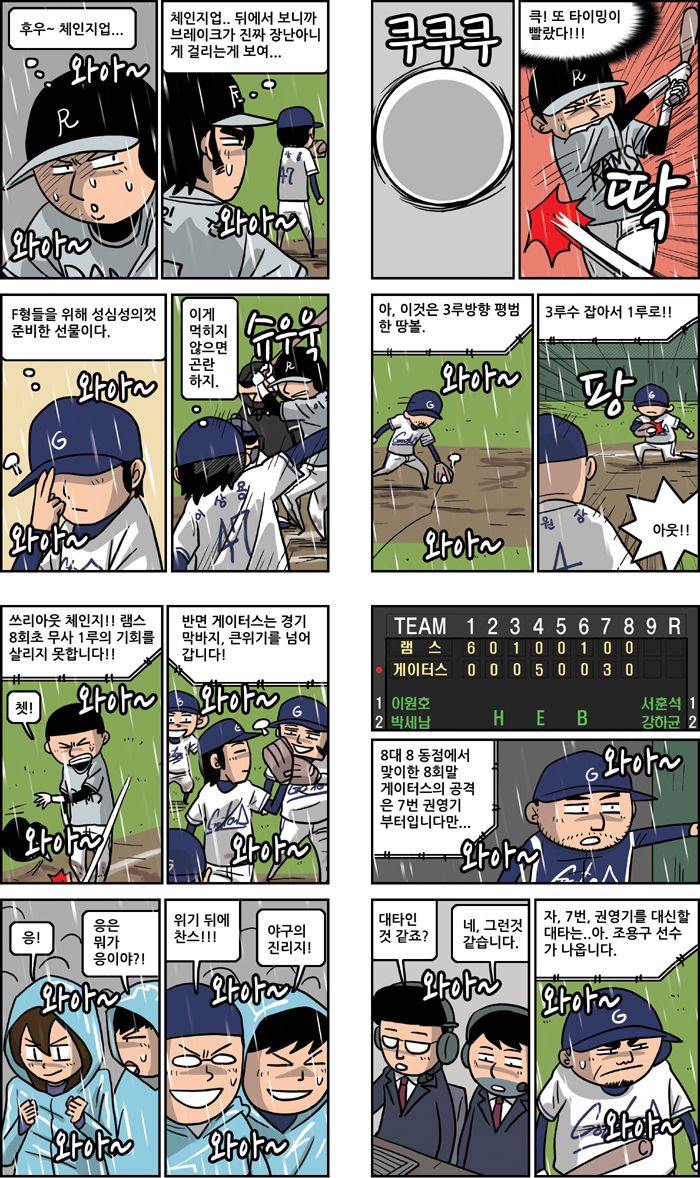 후우~ 체인지업...
와아~
R
와아~
체인지업.. 뒤에서 보니까
브레이크가 진짜 장난아니
게 걸리는게 보여...
47
와아~
F형들을 위해 성심성의껏
준비한 선물이다.
와아~
G
와아~
이게
먹히지
않으면
곤란
하지.
슈우욱
R
이상용
47
쿠쿠쿠
큭! 또 타이밍이
빨랐다!!!
R
딱
아, 이것은 3루방향 평범
한 땅볼.
와아~
G
와아~
3루수 잡아서 1루로!!
팡
G
원상
4
아웃!!
쓰리아웃 체인지!! 램스
8회초 무사 1루의 기회를
살리지 못합니다!!
와아~
쳇!
와아~
반면 게이터스는 경기
막바지, 큰위기를 넘어
갑니다!
와아~
G
G
와아~
응!
응은
뭐가
응이야?!
와아~
와아~
위기 뒤에
찬스!!!
야구의
진리지!
와아~
와아~
TEAM 1 2 3 4 5 6 7 8 9 R
램 스 6 0 1 0 0 1 0 0
게이터스 0 0 0 5 0 0 3 0
1 이원호 서훈석 1
2 박세남 H E B 강하균 2
8대 8 동점에서
맞이한 8회말
게이터스의 공격
은 7번 권영기
부터입니다만...
와아~
G
와아~
대타인
것 같죠?
네, 그런것
같습니다.
와아~
자, 7번, 권영기를 대신할
대타는..아. 조용구 선수
가 나옵니다.
와아~
G
와아~